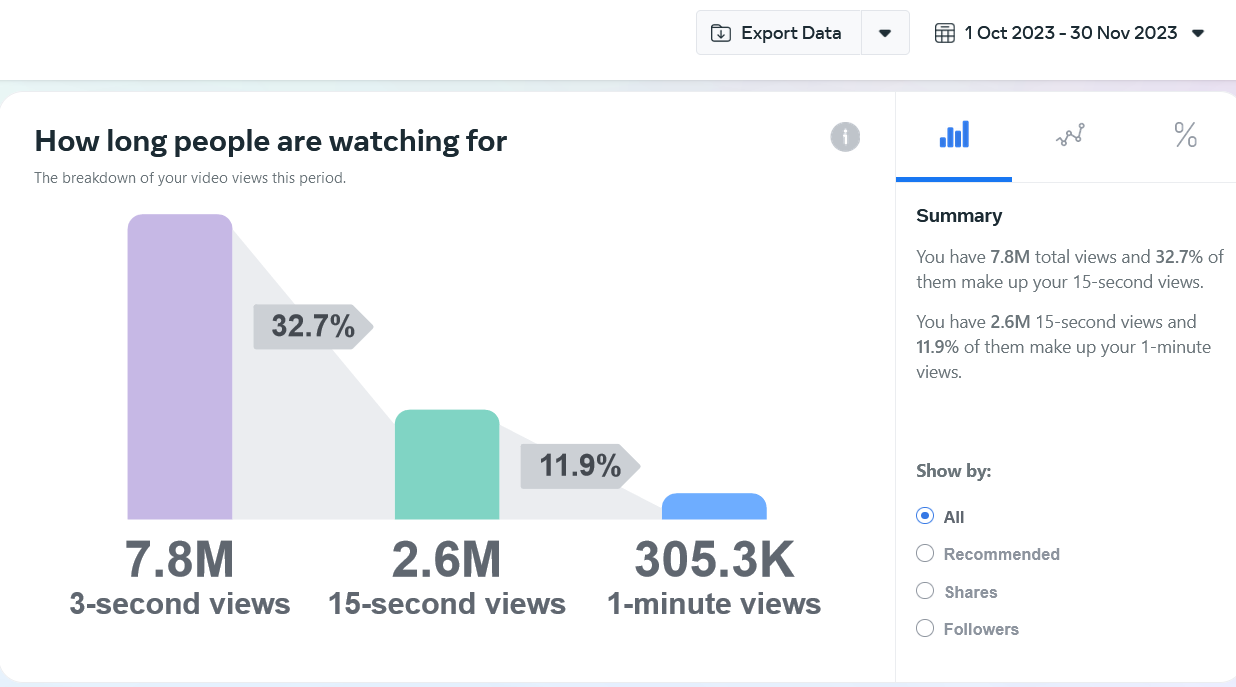 Export Data
1 Oct 2023 - 30 Nov 2023
How long people are watching for
The breakdown of your video views this period.
32.7%
11.9%
7.8M
2.6M
305.3K
3-second views
15-second views
1-minute views
%
Summary
You have 7.8M total views and 32.7% of
them make up your 15-second views.
You have 2.6M 15-second views and
11.9% of them make up your 1-minute
views.
Show by:
All
Recommended
Shares
Followers